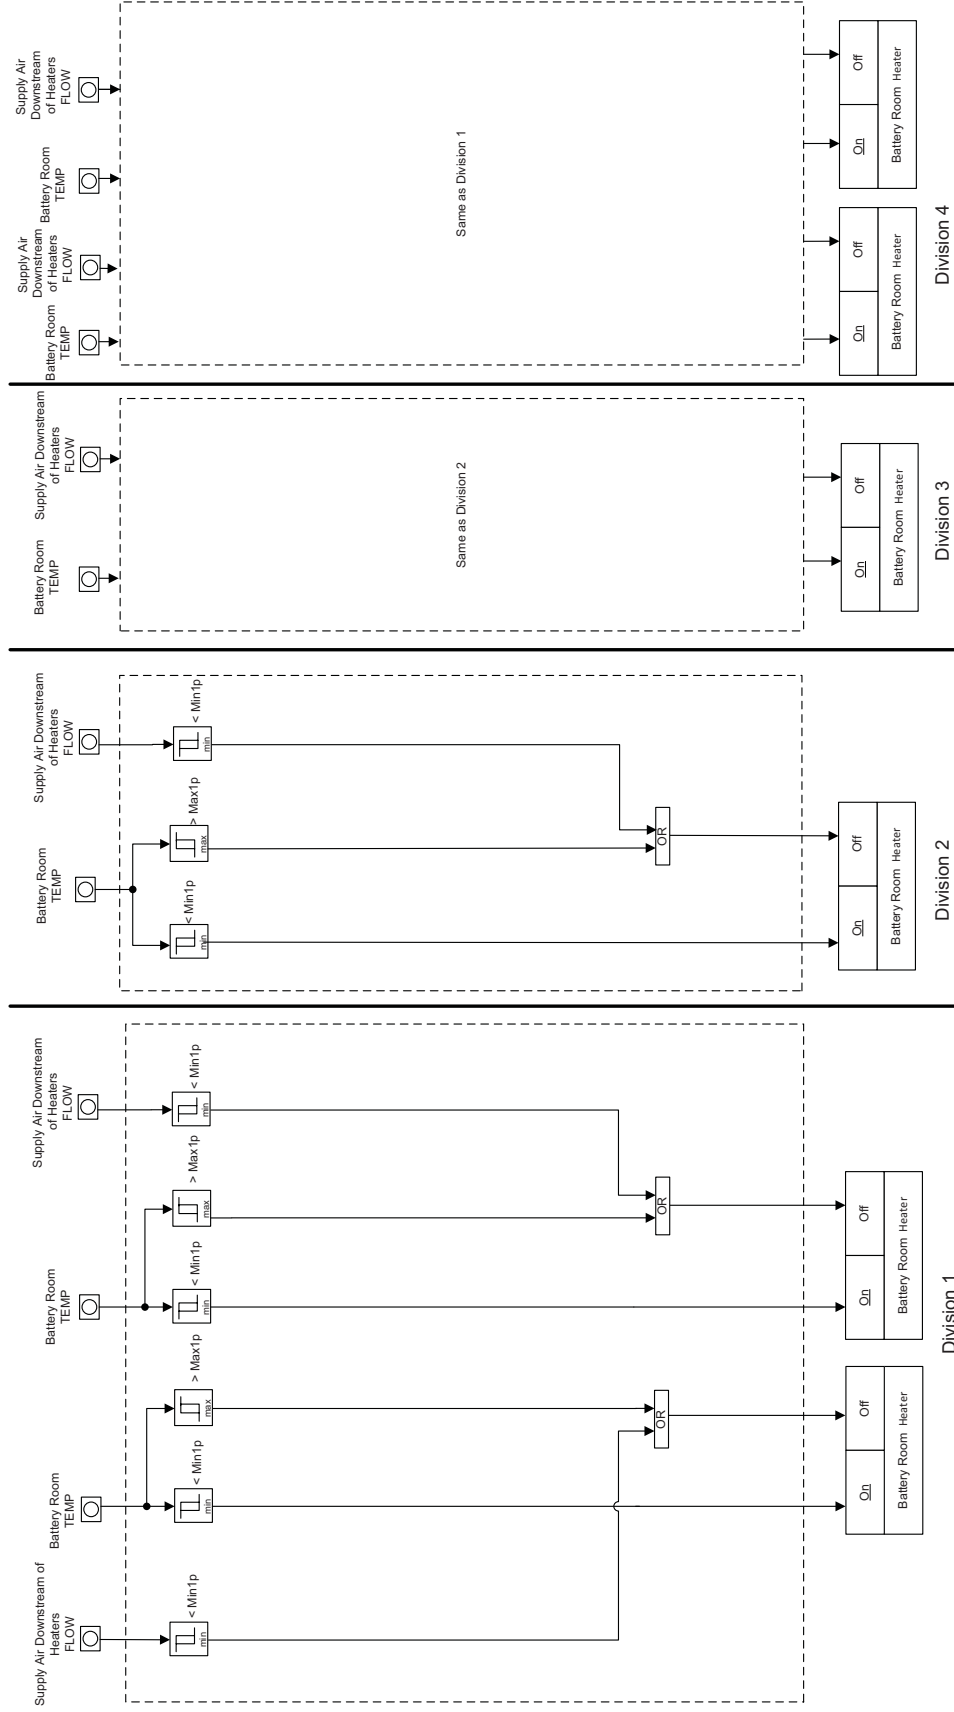 Supply Air Downstream of
Heaters
FLOW
Battery Room
TEMP
Battery Room
TEMP
Supply Air Downstream
of Heaters
FLOW
min
< Min1p
min
< Min1p
max
> Max1p
min
< Min1p
max
> Max1p
min
< Min1p
OR
OR
On
Off
Battery Room Heater
On
Off
Battery Room Heater
Division 1
Battery Room
TEMP
Supply Air Downstream
of Heaters
FLOW
min
< Min1p
max
> Max1p
min
< Min1p
OR
On
Off
Battery Room Heater
Division 2
Battery Room
TEMP
Supply Air Downstream
of Heaters
FLOW
Same as Division 2
On
Off
Battery Room Heater
Division 3
Battery Room
TEMP
Supply Air
Downstream
of Heaters
FLOW
Battery Room
TEMP
Supply Air
Downstream
of Heaters
FLOW
Same as Division 1
On
Off
Battery Room Heater
On
Off
Battery Room Heater
Division 4